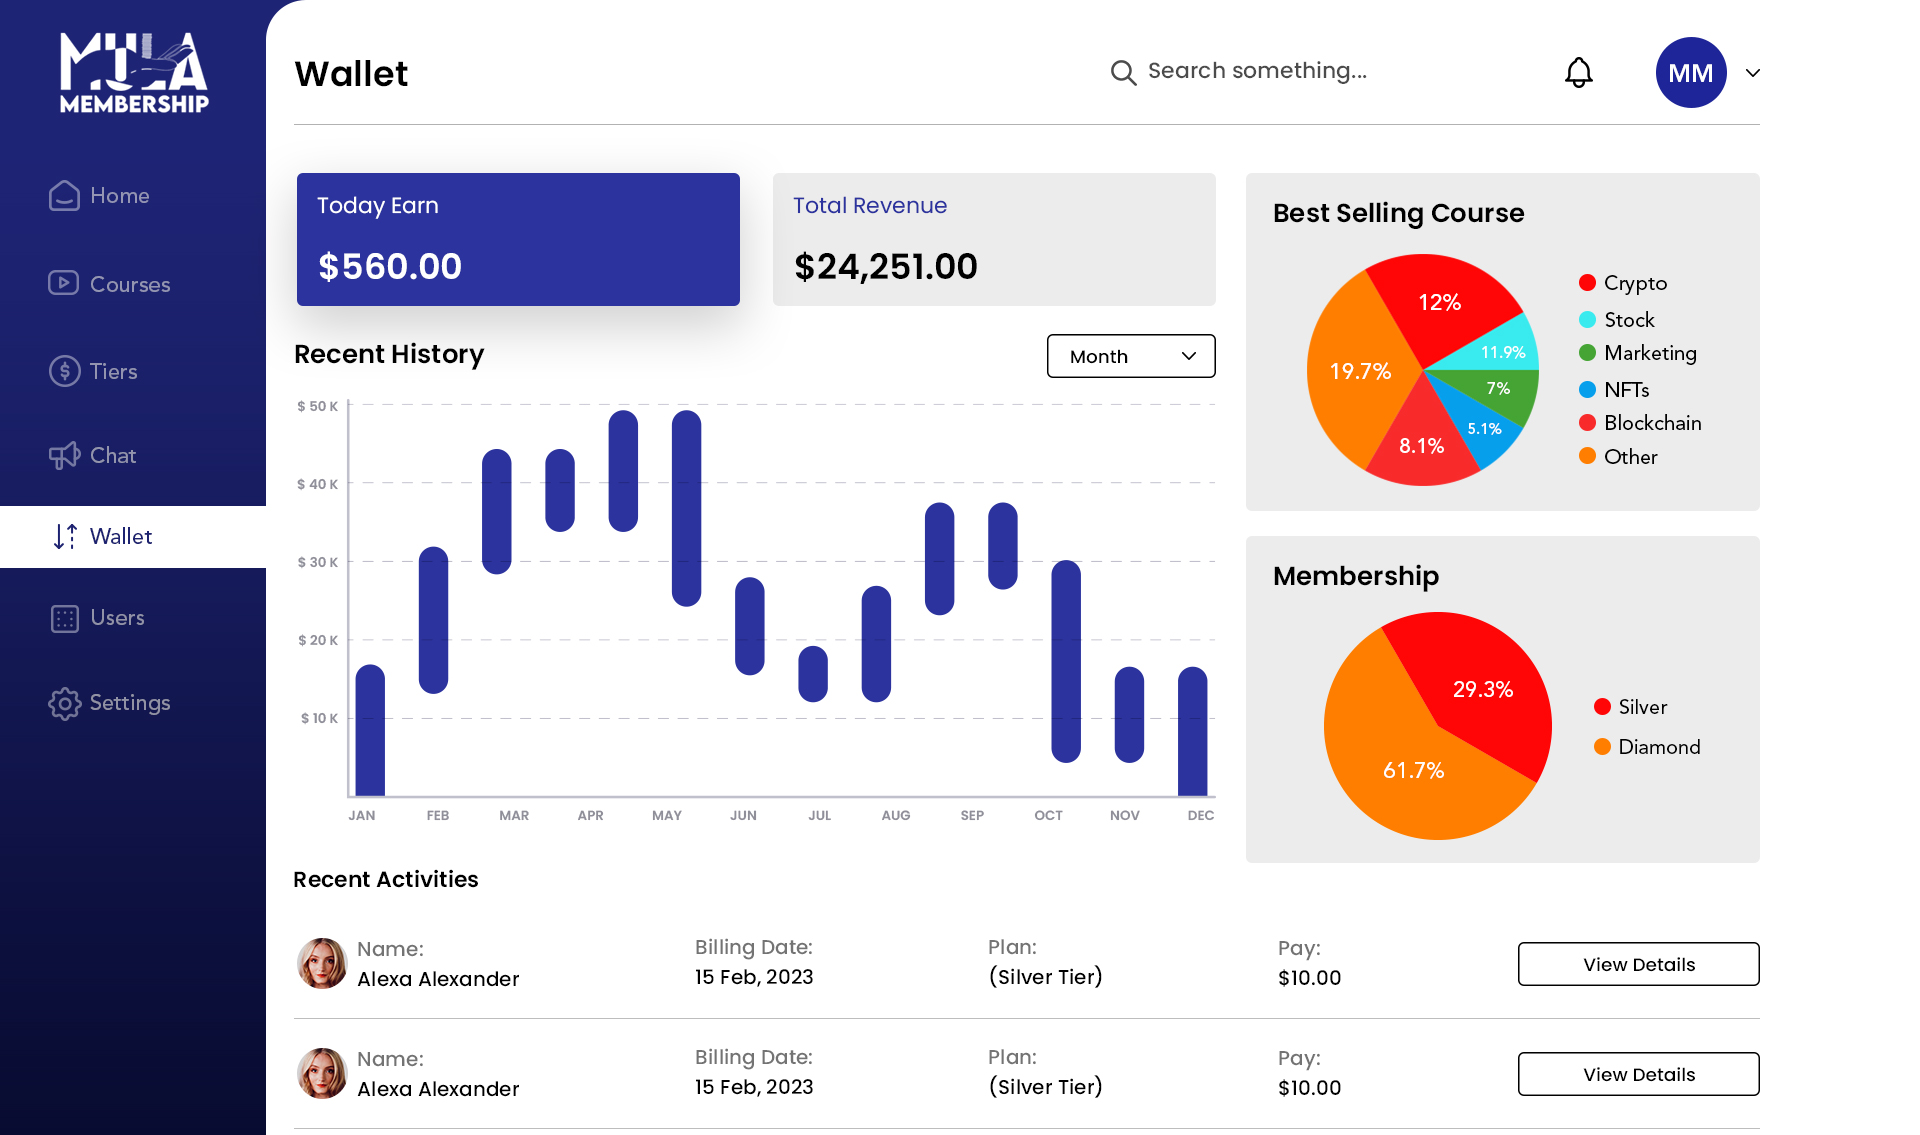 MULA
MEMBERSHIP
Home
Courses
Tiers
Chat
Wallet
Users
Settings
Wallet
Search something...
MM
Today Earn
$560.00
Total Revenue
$24,251.00
Recent History
Month
$ 50 K
$ 40 K
$ 30 K
$ 20 K
$ 10 K
JAN FEB MAR APR MAY JUN JUL AUG SEP OCT NOV DEC
Best Selling Course
12%
11.9%
7%
5.1%
8.1%
19.7%
Crypto
Stock
Marketing
NFTs
Blockchain
Other
Membership
29.3%
61.7%
Silver
Diamond
Recent Activities
Name: Billing Date: Plan: Pay:
Alexa Alexander 15 Feb, 2023 (Silver Tier) $10.00 View Details
Name: Billing Date: Plan: Pay:
Alexa Alexander 15 Feb, 2023 (Silver Tier) $10.00 View Details